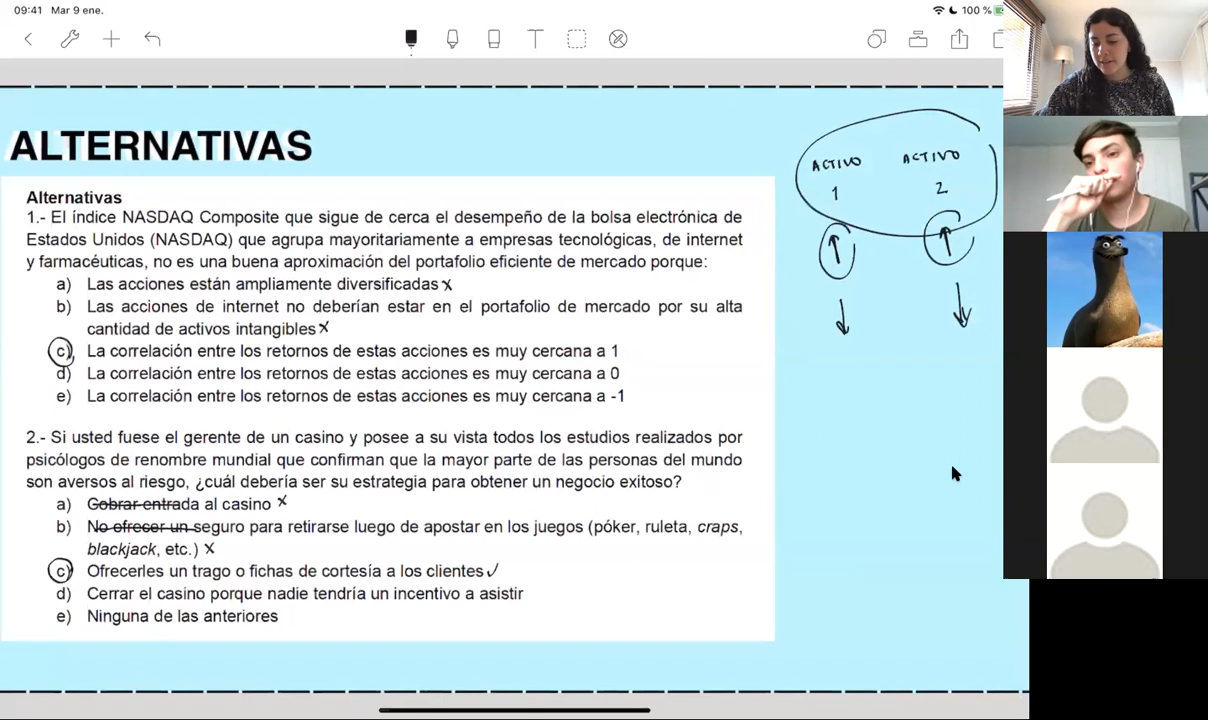 09:41 Mar 9 ene.
100 %
ALTERNATIVAS
ACTIVO ACTIVO
1 2
Alternativas
1.- El índice NASDAQ Composite que sigue de cerca el desempeño de la bolsa electrónica de
Estados Unidos (NASDAQ) que agrupa mayoritariamente a empresas tecnológicas, de internet
y farmacéuticas, no es una buena aproximación del portafolio eficiente de mercado porque:
a) Las acciones están ampliamente diversificadas x
b) Las acciones de internet no deberían estar en el portafolio de mercado por su alta
cantidad de activos intangibles x
c) La correlación entre los retornos de estas acciones es muy cercana a 1
d) La correlación entre los retornos de estas acciones es muy cercana a 0
e) La correlación entre los retornos de estas acciones es muy cercana a -1
2.- Si usted fuese el gerente de un casino y posee a su vista todos los estudios realizados por
psicólogos de renombre mundial que confirman que la mayor parte de las personas del mundo
son aversos al riesgo, ¿cuál debería ser su estrategia para obtener un negocio exitoso?
a) Cobrar entrada al casino x
b) No ofrecer un seguro para retirarse luego de apostar en los juegos (póker, ruleta, craps,
blackjack, etc.) x
c) Ofrecerles un trago o fichas de cortesía a los clientes ✓
d) Cerrar el casino porque nadie tendría un incentivo a asistir
e) Ninguna de las anteriores